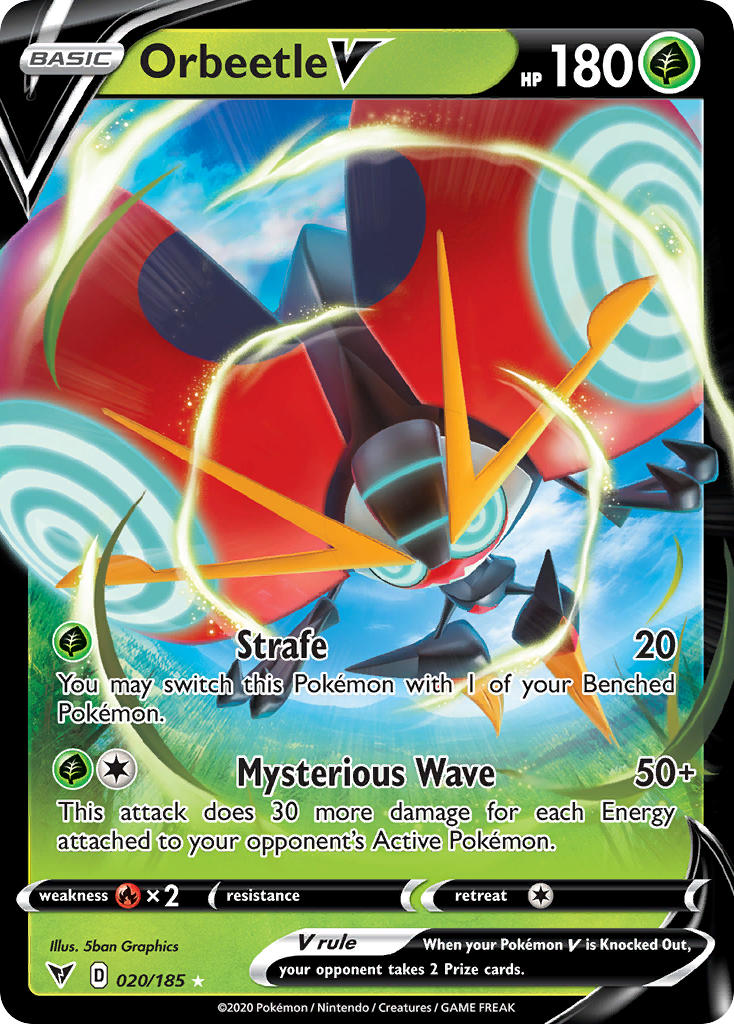 BASIC Orbeetle V HP 180
Strafe 20
You may switch this Pokémon with 1 of your Benched
Pokémon.
Mysterious Wave 50+
This attack does 30 more damage for each Energy
attached to your opponent's Active Pokémon.
weakness ×2 resistance retreat
Illus. 5ban Graphics
V rule When your Pokémon V is Knocked Out,
your opponent takes 2 Prize cards.
D 020/185 ★
©2020 Pokémon / Nintendo / Creatures / GAME FREAK